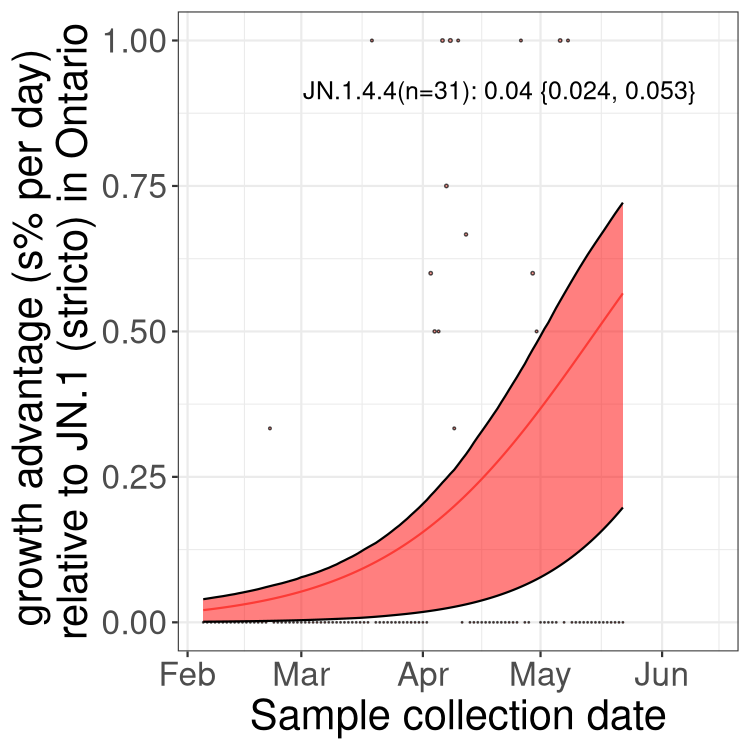 growth advantage (s% per day)
relative to JN.1 (stricto) in Ontario
1.00
0.75
0.50
0.25
0.00
JN.1.4.4(n=31): 0.04 {0.024, 0.053}
Feb Mar Apr May Jun
Sample collection date